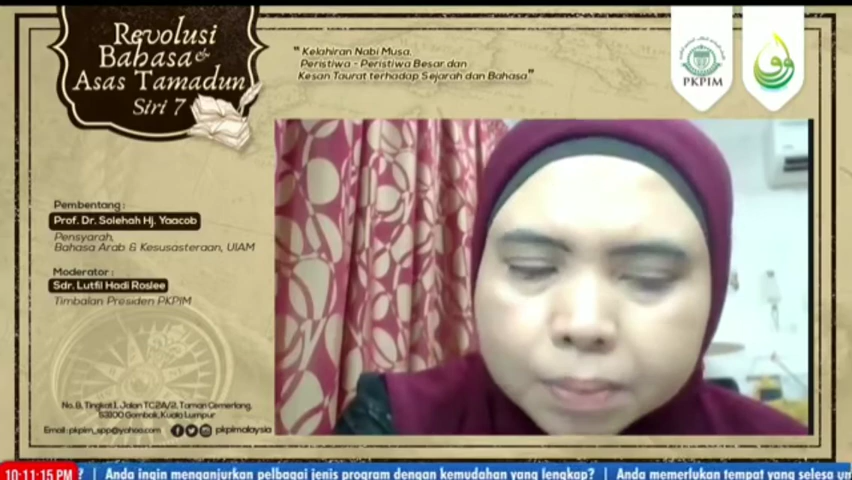 Revolusi
Bahasa &
Asas Tamadun
Siri 7
" Kelahiran Nabi Musa,
Peristiwa - Peristiwa Besar dan
Kesan Taurat terhadap Sejarah dan Bahasa"
PKPIM
Pembentang :
Prof. Dr. Solehah Hj. Yaacob
Pensyarah,
Bahasa Arab & Kesusasteraan, UIAM
Moderator :
Sdr. Lutfil Hadi Roslee
Timbalan Presiden PKPIM
No. 8, Tingkat 1, Jalan TC2A/2, Taman Cemerlang,
53100 Gombak, Kuala Lumpur
Email : pkpim_spp@yahoo.com pkpimalaysia
10:11:15 PM ? | Anda ingin menganjurkan pelbagai jenis program dengan kemudahan yang lengkap? | Anda memerlukan tempat yang selesa un